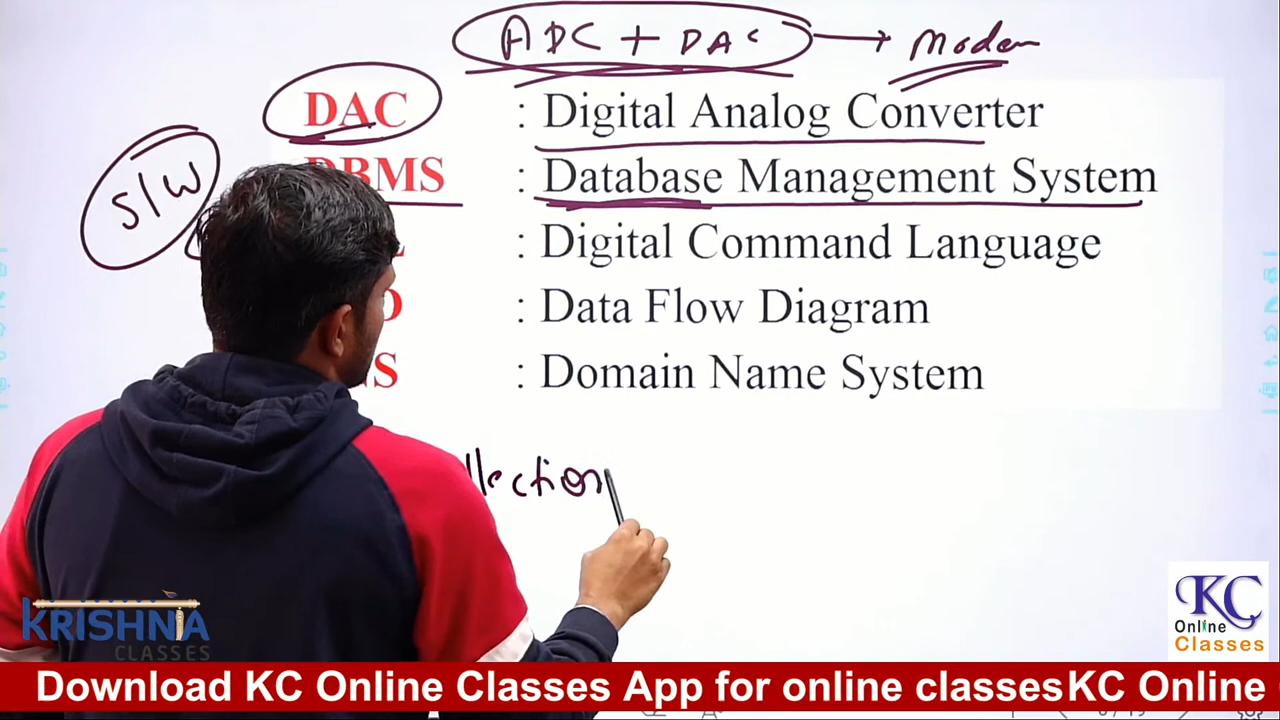 ADC + DAC → Modem
DAC : Digital Analog Converter
DBMS : Database Management System
S/W
: Digital Command Language
: Data Flow Diagram
NS : Domain Name System
llection
KRISHNA
CLASSES
KC
Online
Classes
Download KC Online Classes App for online classes KC Online